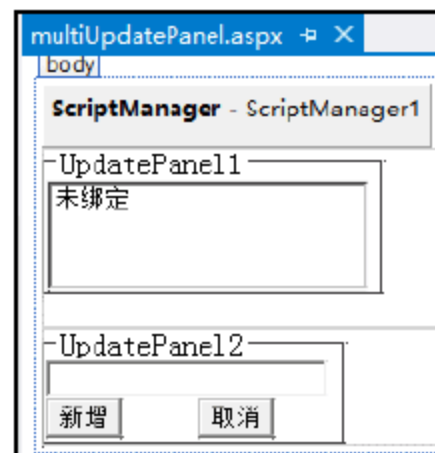 multiUpdatePanel.aspx
body
ScriptManager - ScriptManager1
UpdatePanel1
未绑定
UpdatePanel2
新增 取消